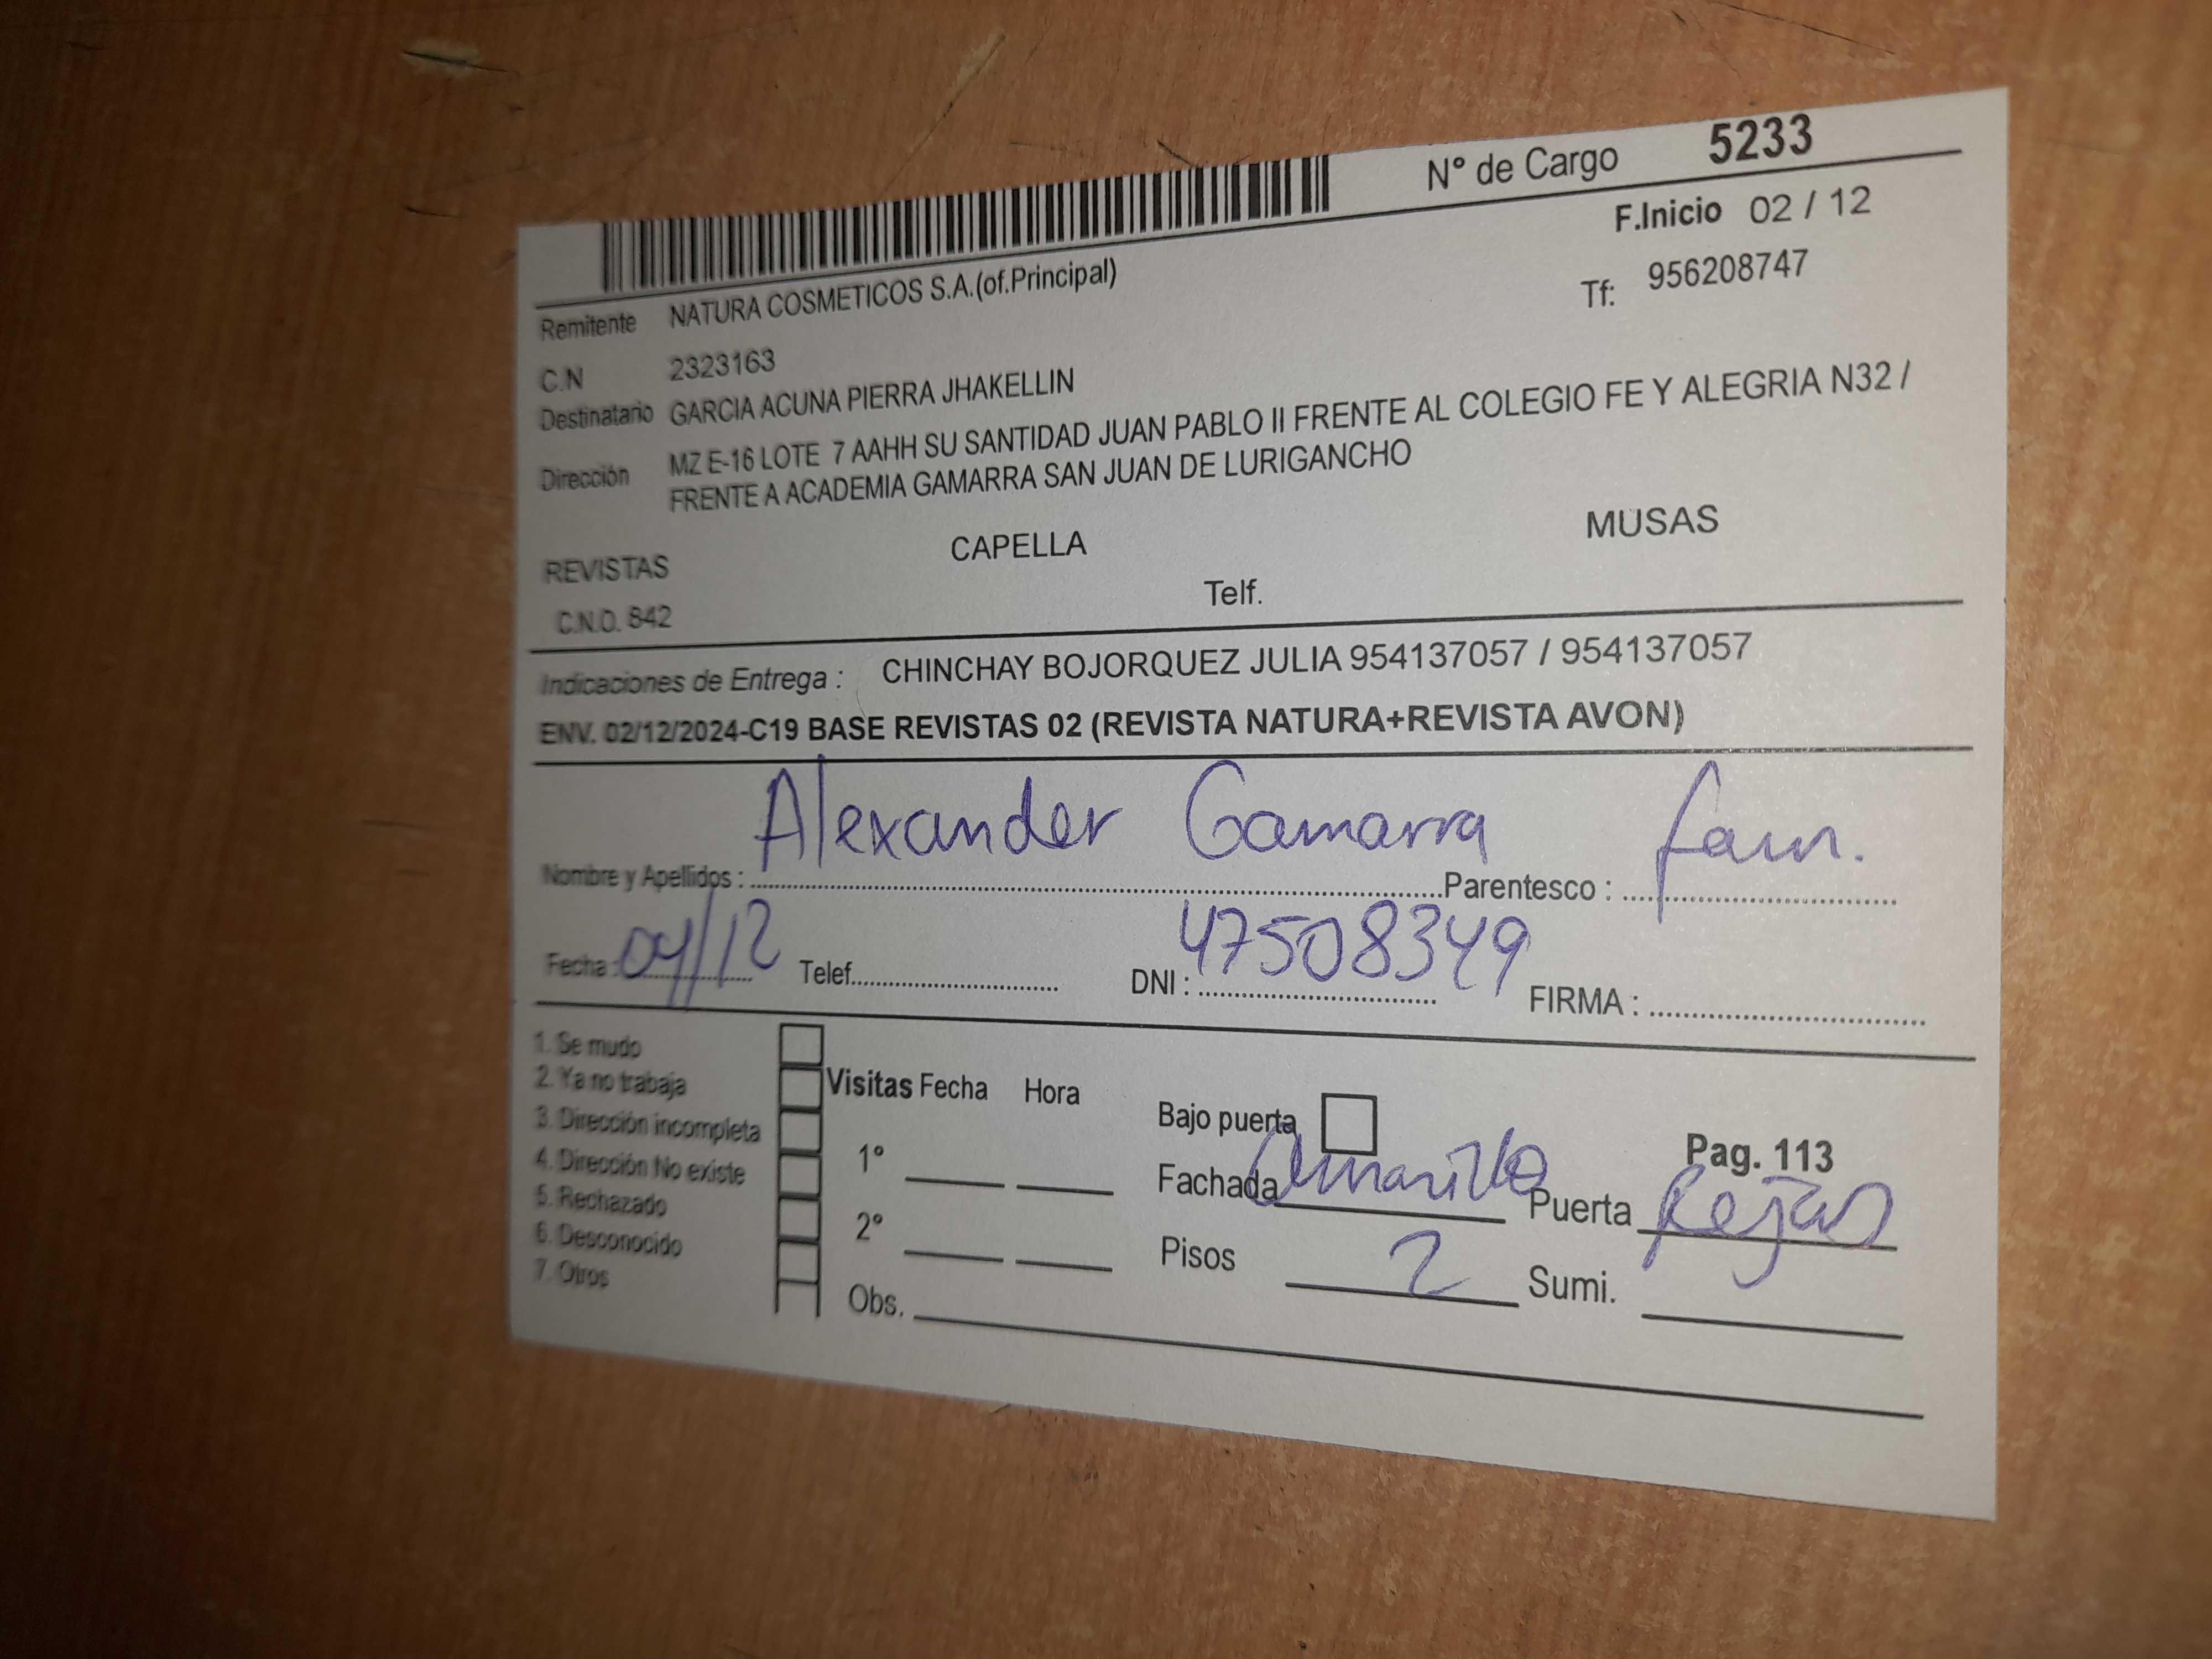 N° de Cargo 5233
F.Inicio 02 / 12
Remitente NATURA COSMETICOS S.A.(of.Principal)
Tf: 956208747
C.N 2323163
Destinatario GARCIA ACUNA PIERRA JHAKELLIN
Dirección MZ E-16 LOTE 7 AAHH SU SANTIDAD JUAN PABLO II FRENTE AL COLEGIO FE Y ALEGRIA N32 /
FRENTE A ACADEMIA GAMARRA SAN JUAN DE LURIGANCHO
REVISTAS CAPELLA MUSAS
C.N.O. 842 Telf.
Indicaciones de Entrega : CHINCHAY BOJORQUEZ JULIA 954137057 / 954137057
ENV. 02/12/2024-C19 BASE REVISTAS 02 (REVISTA NATURA+REVISTA AVON)
Nombre y Apellidos : Alexander Gamarra Parentesco : fam.
Fecha : 04/12 Telef. DNI : 47508349 FIRMA :
1. Se mudo
2. Ya no trabaja
3. Dirección incompleta
4. Dirección No existe
5. Rechazado
6. Desconocido
7. Otros
Visitas Fecha Hora
1°
2°
Obs.
Bajo puerta
Pag. 113
Fachada Amarillo Puerta Rejas
Pisos 2 Sumi.